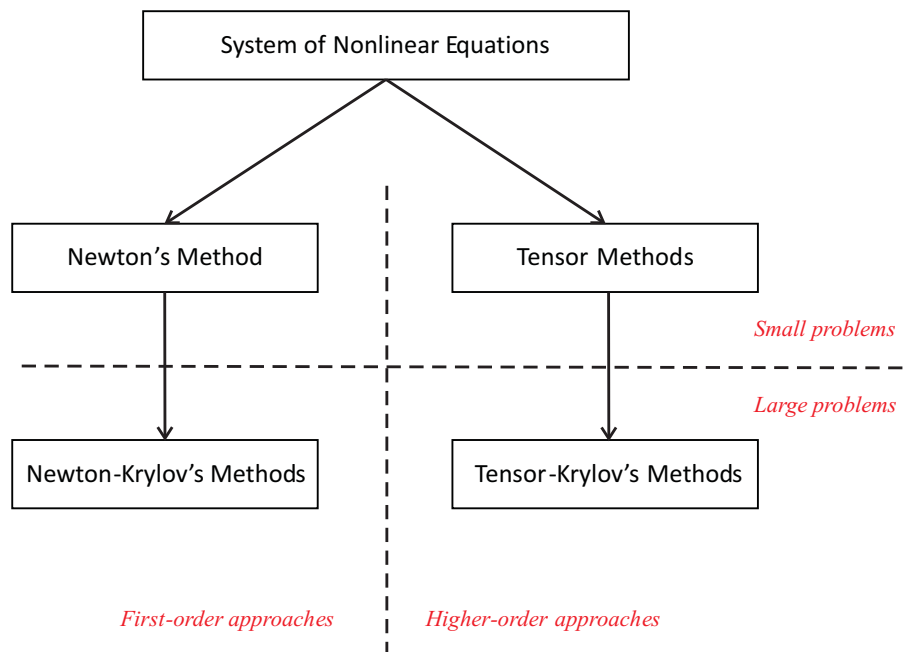 System of Nonlinear Equations
Newton’s Method
Tensor Methods
Small problems
Large problems
Newton-Krylov’s Methods
Tensor-Krylov’s Methods
First-order approaches
Higher-order approaches